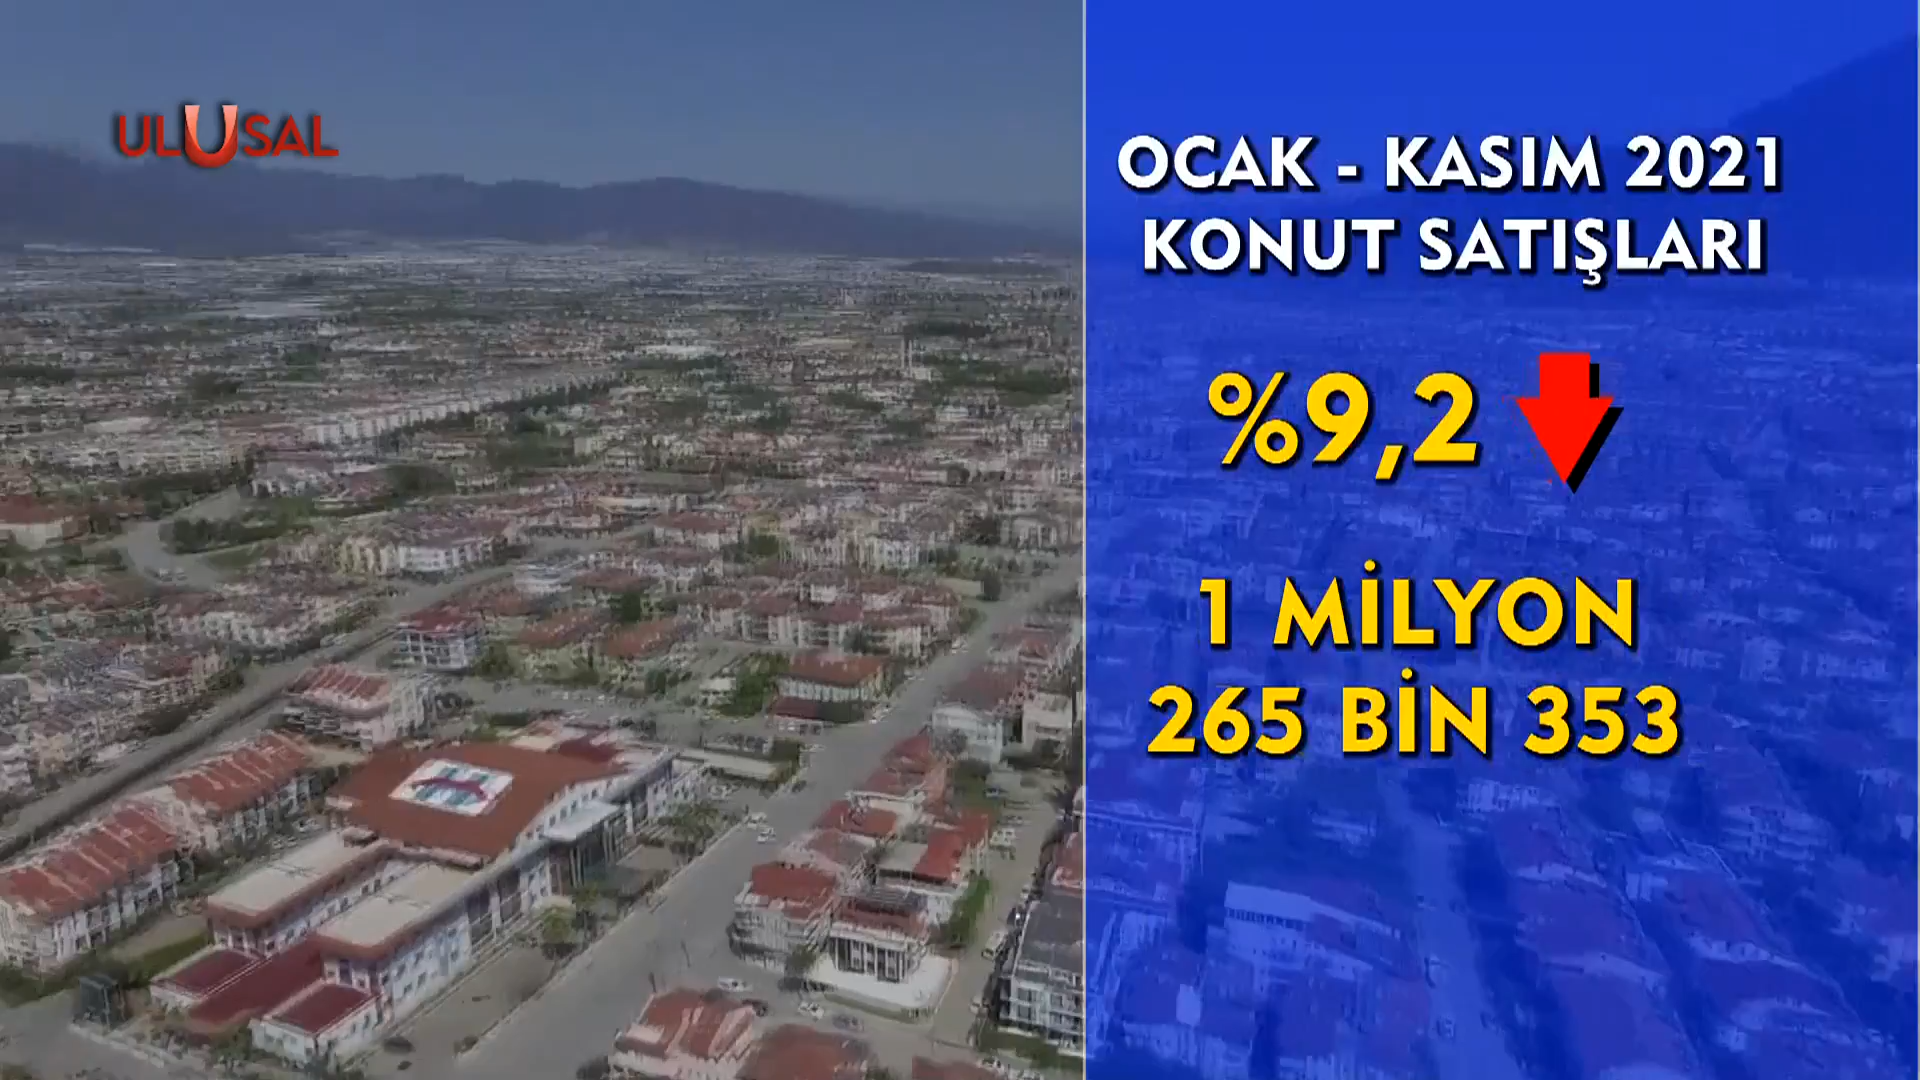 ULUSAL
OCAK - KASIM 2021
KONUT SATIŞLARI
%9,2
1 MİLYON
265 BİN 353